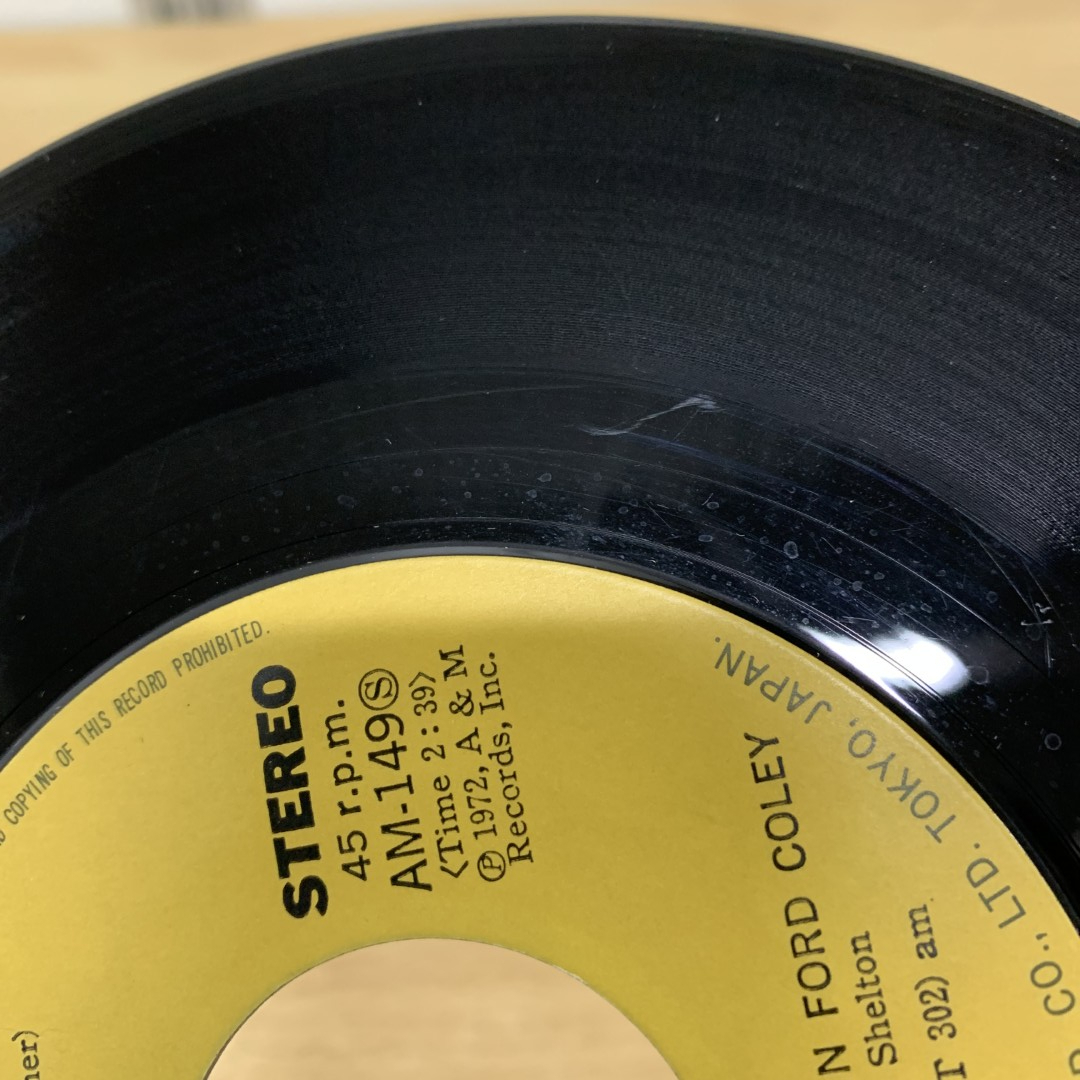 COPYING OF THIS RECORD PROHIBITED.
STEREO
45 r.p.m.
AM-149Ⓢ
〈Time 2:39〉
Ⓟ 1972, A & M
Records, Inc.
FORD COLEY
Shelton
302) am
CO., LTD. TOKYO, JAPAN.